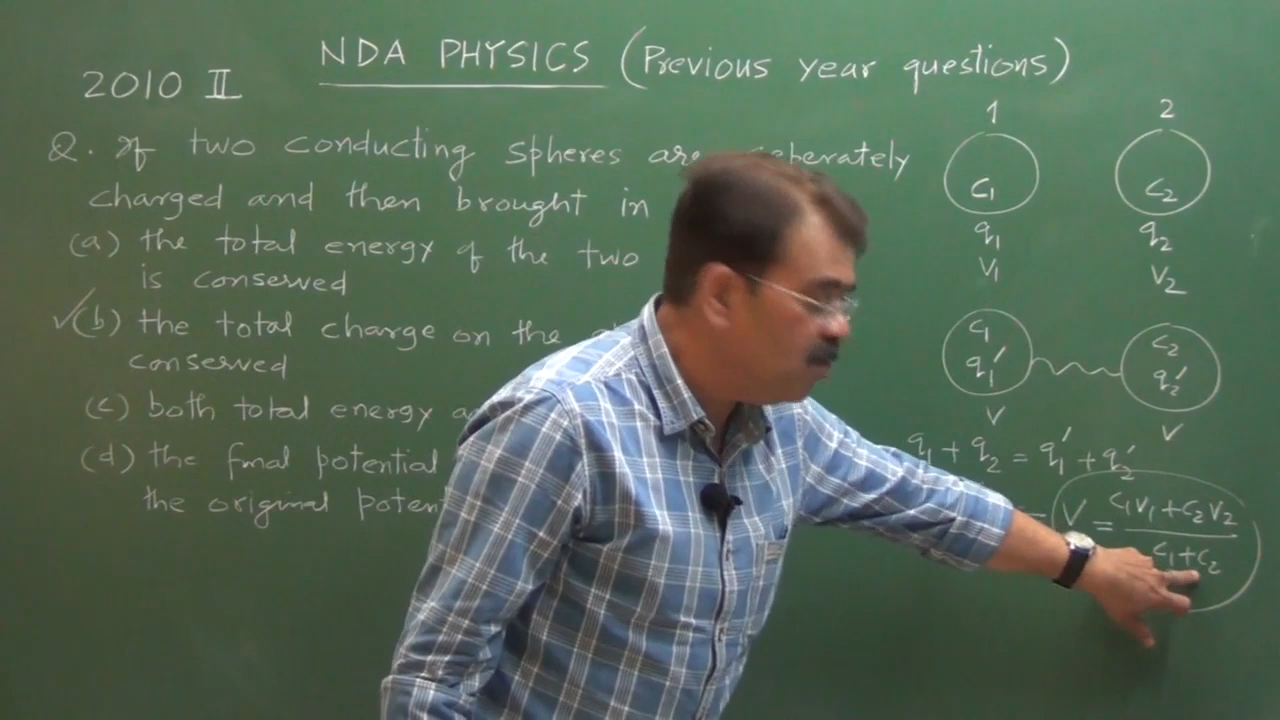 NDA PHYSICS (Previous year questions)
2010 II
Q. If two conducting spheres are seperately
charged and then brought in
(a) the total energy of the two
is conserved
✓(b) the total charge on the
conserved
(c) both total energy
(d) the final potential
the original
1
2
C₁
C₂
q₁
q₂
V₁
V₂
C₁
C₂
q₁′
q₂′
V
V
q₁ + q₂ = q₁′ + q₂′
V = C₁V₁ + C₂V₂
C₁ + C₂